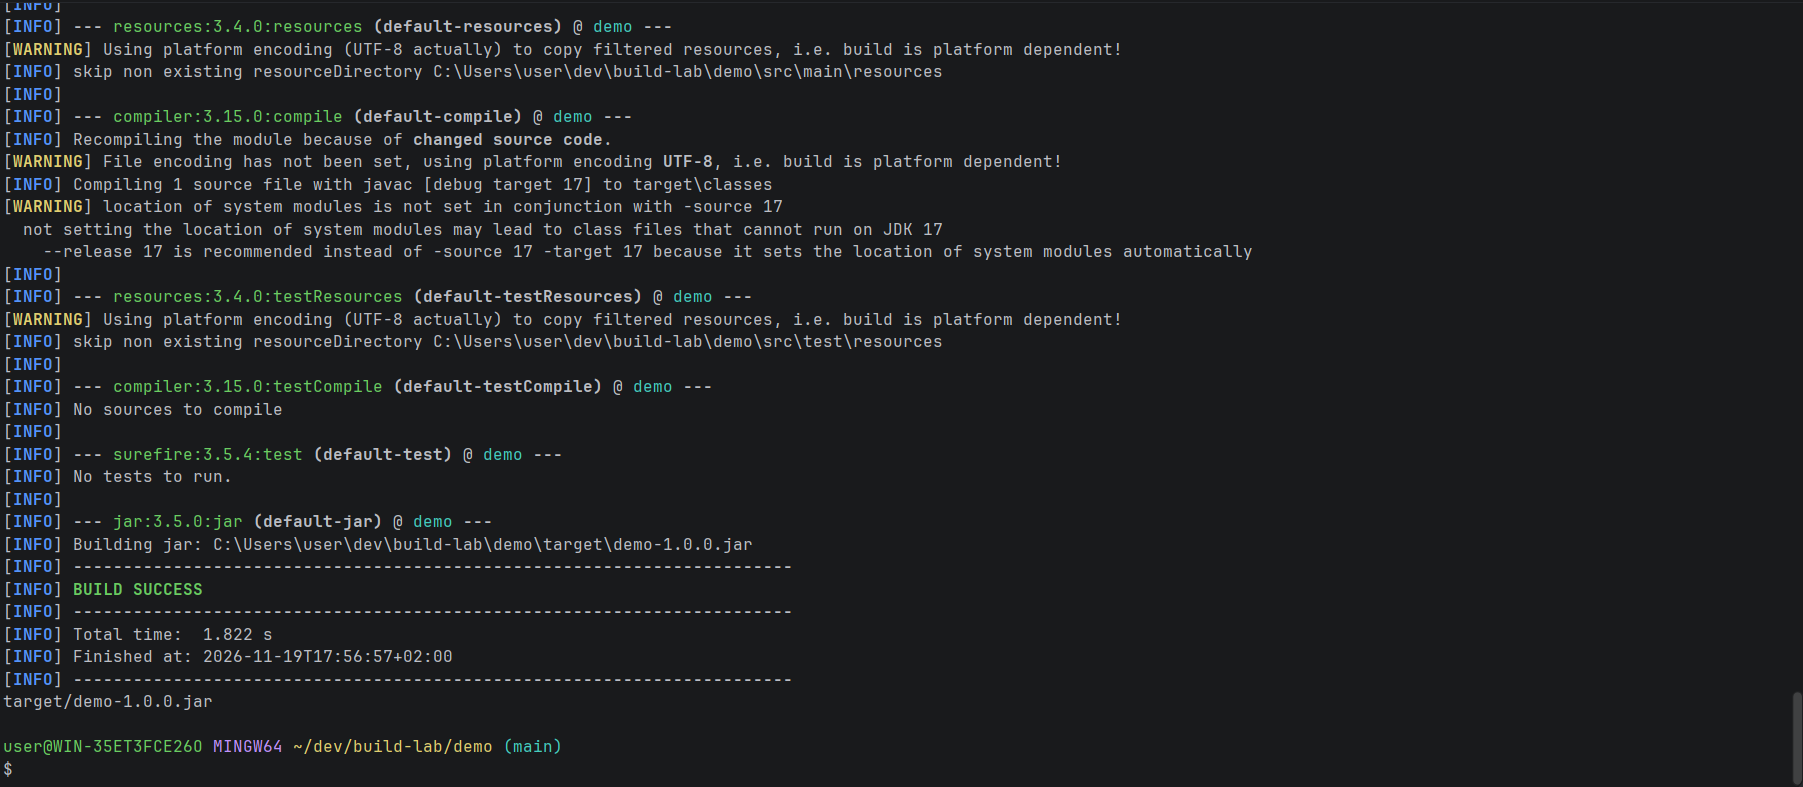 [INFO]
[INFO] --- resources:3.4.0:resources (default-resources) @ demo ---
[WARNING] Using platform encoding (UTF-8 actually) to copy filtered resources, i.e. build is platform dependent!
[INFO] skip non existing resourceDirectory C:\Users\user\dev\build-lab\demo\src\main\resources
[INFO]
[INFO] --- compiler:3.15.0:compile (default-compile) @ demo ---
[INFO] Recompiling the module because of changed source code.
[WARNING] File encoding has not been set, using platform encoding UTF-8, i.e. build is platform dependent!
[INFO] Compiling 1 source file with javac [debug target 17] to target\classes
[WARNING] location of system modules is not set in conjunction with -source 17
  not setting the location of system modules may lead to class files that cannot run on JDK 17
    --release 17 is recommended instead of -source 17 -target 17 because it sets the location of system modules automatically
[INFO]
[INFO] --- resources:3.4.0:testResources (default-testResources) @ demo ---
[WARNING] Using platform encoding (UTF-8 actually) to copy filtered resources, i.e. build is platform dependent!
[INFO] skip non existing resourceDirectory C:\Users\user\dev\build-lab\demo\src\test\resources
[INFO]
[INFO] --- compiler:3.15.0:testCompile (default-testCompile) @ demo ---
[INFO] No sources to compile
[INFO]
[INFO] --- surefire:3.5.4:test (default-test) @ demo ---
[INFO] No tests to run.
[INFO]
[INFO] --- jar:3.5.0:jar (default-jar) @ demo ---
[INFO] Building jar: C:\Users\user\dev\build-lab\demo\target\demo-1.0.0.jar
[INFO] ------------------------------------------------------------------------
[INFO] BUILD SUCCESS
[INFO] ------------------------------------------------------------------------
[INFO] Total time:  1.822 s
[INFO] Finished at: 2026-11-19T17:56:57+02:00
[INFO] ------------------------------------------------------------------------
target/demo-1.0.0.jar
user@WIN-35ET3FCE26O MINGW64 ~/dev/build-lab/demo (main)
$